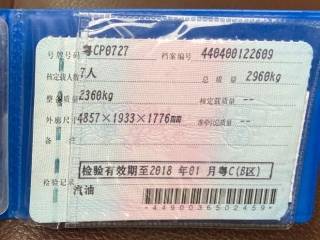 号牌号码 粤CP0727 档案编号 440400122609
核定载人数 7人 总质量 2960kg
整备质量 2360kg 核定载质量 --
外廓尺寸 4857×1933×1776mm 准牵引总质量 --
备注
检验有效期至2018年01月粤C(B区)
检验记录
汽油
*4490036502459*